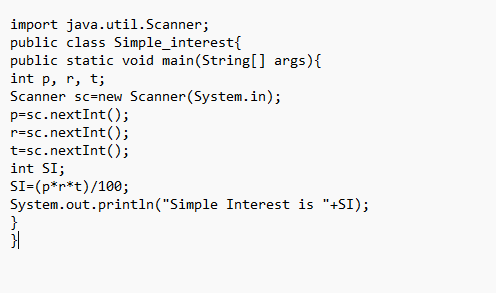 import java.util.Scanner;
public class Simple_interest{
public static void main(String[] args){
int p, r, t;
Scanner sc=new Scanner(System.in);
p=sc.nextInt();
r=sc.nextInt();
t=sc.nextInt();
int SI;
SI=(p*r*t)/100;
System.out.println("Simple Interest is "+SI);
}
}